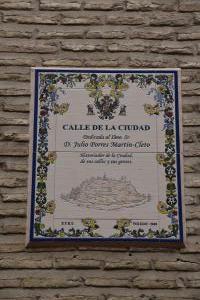 CALLE DE LA CIUDAD
Dedicada al Ilmo. Sr.
D. Julio Porres Martín-Cleto
Historiador de la Ciudad,
de sus calles y sus gentes.
TOLEDO